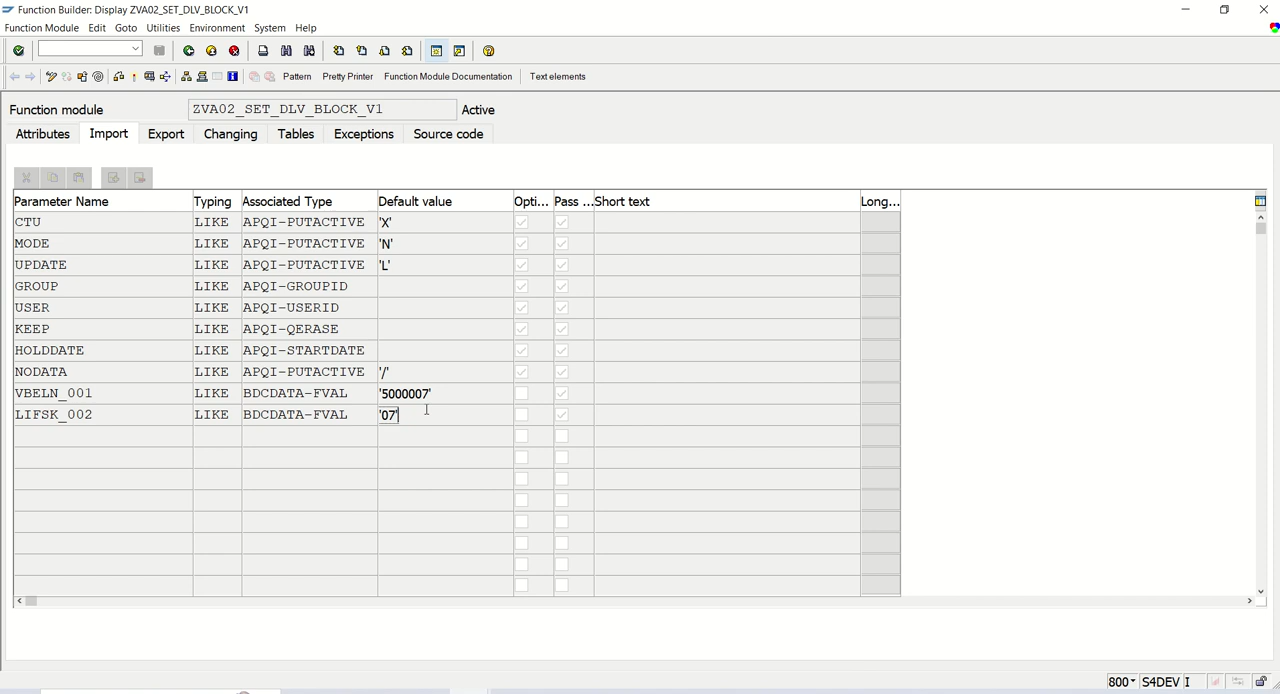 Function Builder: Display ZVA02_SET_DLV_BLOCK_V1
Function Module Edit Goto Utilities Environment System Help
Pattern Pretty Printer Function Module Documentation Text elements
Function module ZVA02_SET_DLV_BLOCK_V1 Active
Attributes Import Export Changing Tables Exceptions Source code
Parameter Name Typing Associated Type Default value Opti... Pass ... Short text Long...
CTU LIKE APQI-PUTACTIVE 'X'
MODE LIKE APQI-PUTACTIVE 'N'
UPDATE LIKE APQI-PUTACTIVE 'L'
GROUP LIKE APQI-GROUPID
USER LIKE APQI-USERID
KEEP LIKE APQI-QERASE
HOLDDATE LIKE APQI-STARTDATE
NODATA LIKE APQI-PUTACTIVE '/'
VBELN_001 LIKE BDCDATA-FVAL '5000007'
LIFSK_002 LIKE BDCDATA-FVAL '07'
800 S4DEV I